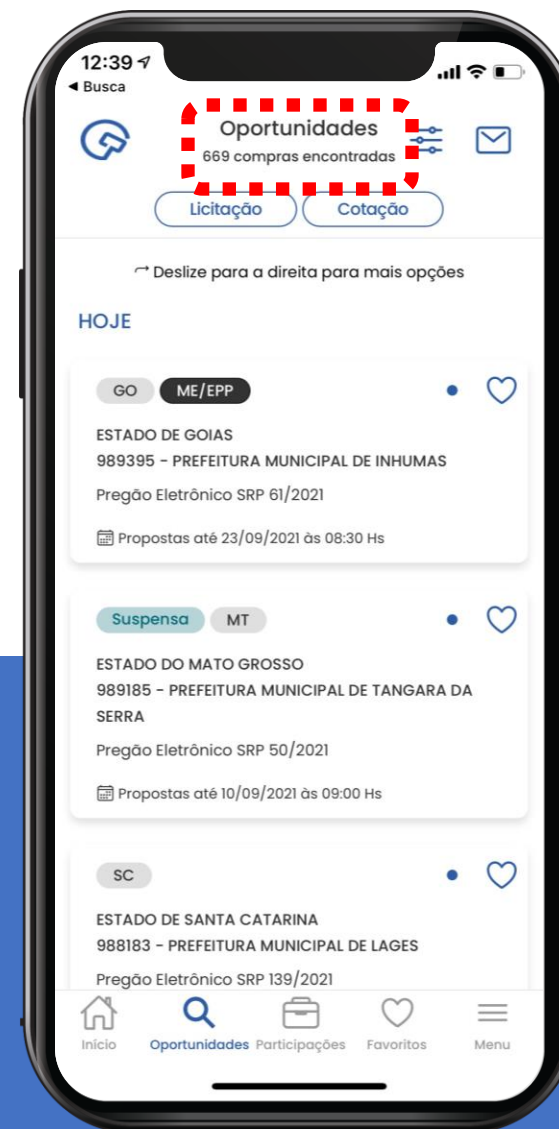 12:39
◀ Busca
Oportunidades
669 compras encontradas
Licitação
Cotação
Deslize para a direita para mais opções
HOJE
GO
ME/EPP
ESTADO DE GOIAS
989395 - PREFEITURA MUNICIPAL DE INHUMAS
Pregão Eletrônico SRP 61/2021
Propostas até 23/09/2021 às 08:30 Hs
Suspensa
MT
ESTADO DO MATO GROSSO
989185 - PREFEITURA MUNICIPAL DE TANGARA DA
SERRA
Pregão Eletrônico SRP 50/2021
Propostas até 10/09/2021 às 09:00 Hs
SC
ESTADO DE SANTA CATARINA
988183 - PREFEITURA MUNICIPAL DE LAGES
Pregão Eletrônico SRP 139/2021
Início
Oportunidades
Participações
Favoritos
Menu